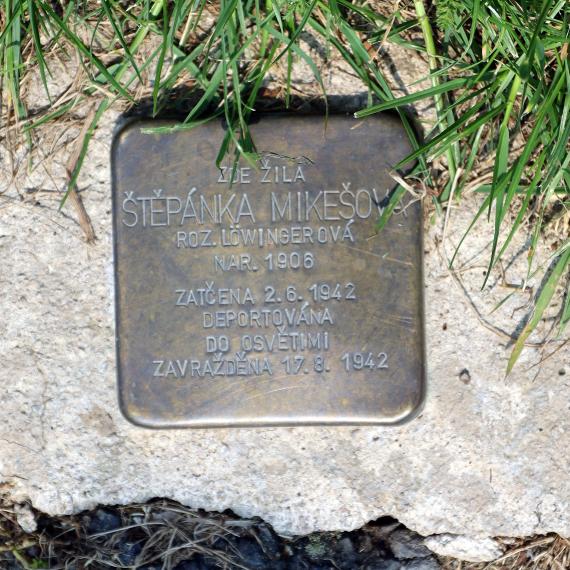 ZDE ŽILA
ŠTĚPÁNKA MIKEŠOVÁ
ROZ. LÖWINGEROVÁ
NAR. 1906
ZATČENA 2. 6. 1942
DEPORTOVÁNA
DO OSVĚTIMI
ZAVRAŽDĚNA 17. 8. 1942